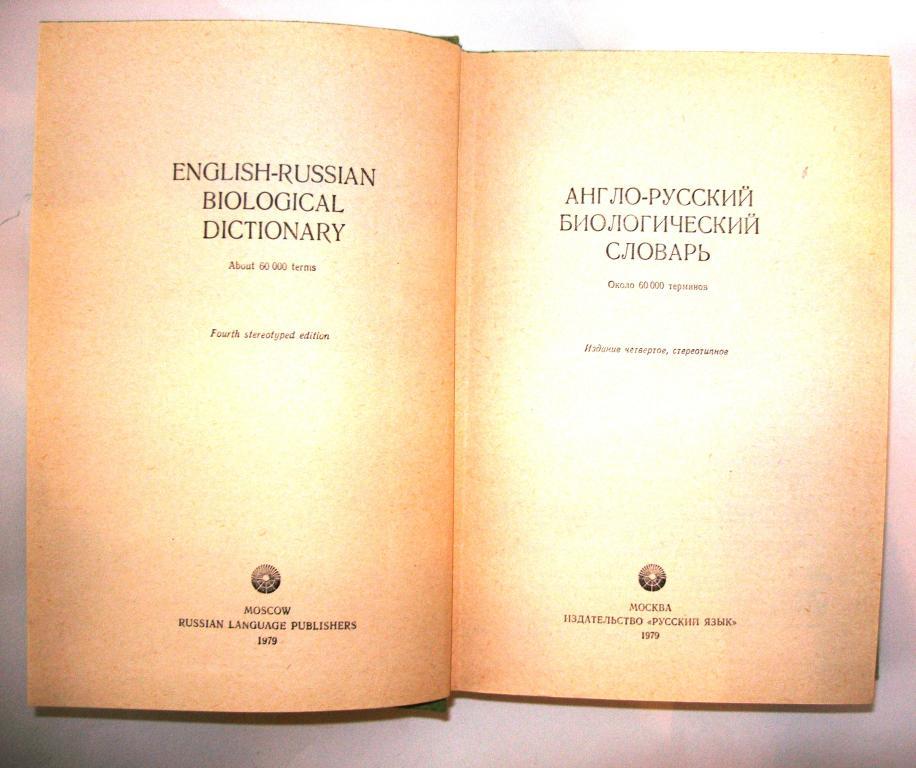 ENGLISH-RUSSIAN
BIOLOGICAL
DICTIONARY
About 60 000 terms
Fourth stereotyped edition
MOSCOW
RUSSIAN LANGUAGE PUBLISHERS
1979
АНГЛО-РУССКИЙ
БИОЛОГИЧЕСКИЙ
СЛОВАРЬ
Около 60 000 терминов
Издание четвертое, стереотипное
МОСКВА
ИЗДАТЕЛЬСТВО «РУССКИЙ ЯЗЫК»
1979